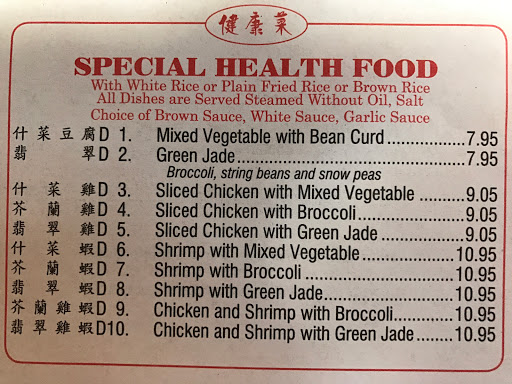 健康菜
SPECIAL HEALTH FOOD
With White Rice or Plain Fried Rice or Brown Rice
All Dishes are Served Steamed Without Oil, Salt
Choice of Brown Sauce, White Sauce, Garlic Sauce
什菜豆腐 D 1. Mixed Vegetable with Bean Curd.................7.95
翡翠 D 2. Green Jade...........................................7.95
Broccoli, string beans and snow peas
什菜雞 D 3. Sliced Chicken with Mixed Vegetable ..........9.05
芥蘭雞 D 4. Sliced Chicken with Broccoli......................9.05
翡翠雞 D 5. Sliced Chicken with Green Jade .................9.05
什菜蝦 D 6. Shrimp with Mixed Vegetable...................10.95
芥蘭蝦 D 7. Shrimp with Broccoli ..............................10.95
翡翠蝦 D 8. Shrimp with Green Jade..........................10.95
芥蘭雞蝦 D 9. Chicken and Shrimp with Broccoli............10.95
翡翠雞蝦 D10. Chicken and Shrimp with Green Jade ........10.95